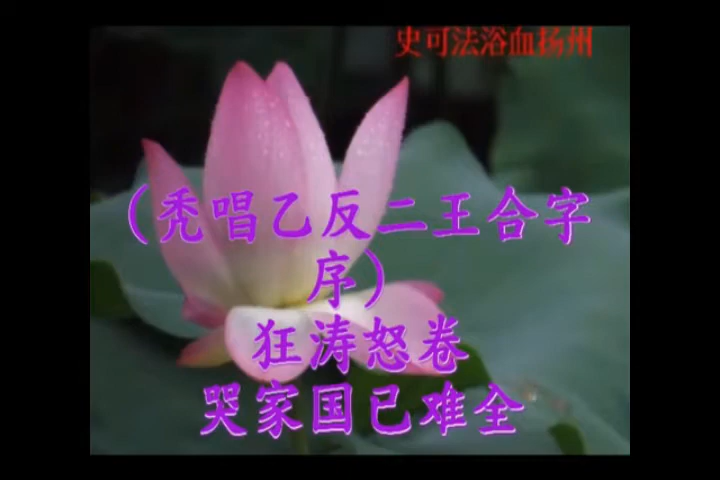 史可法浴血扬州
（秃唱乙反二王合字
序）
狂涛怒卷
哭家国已难全